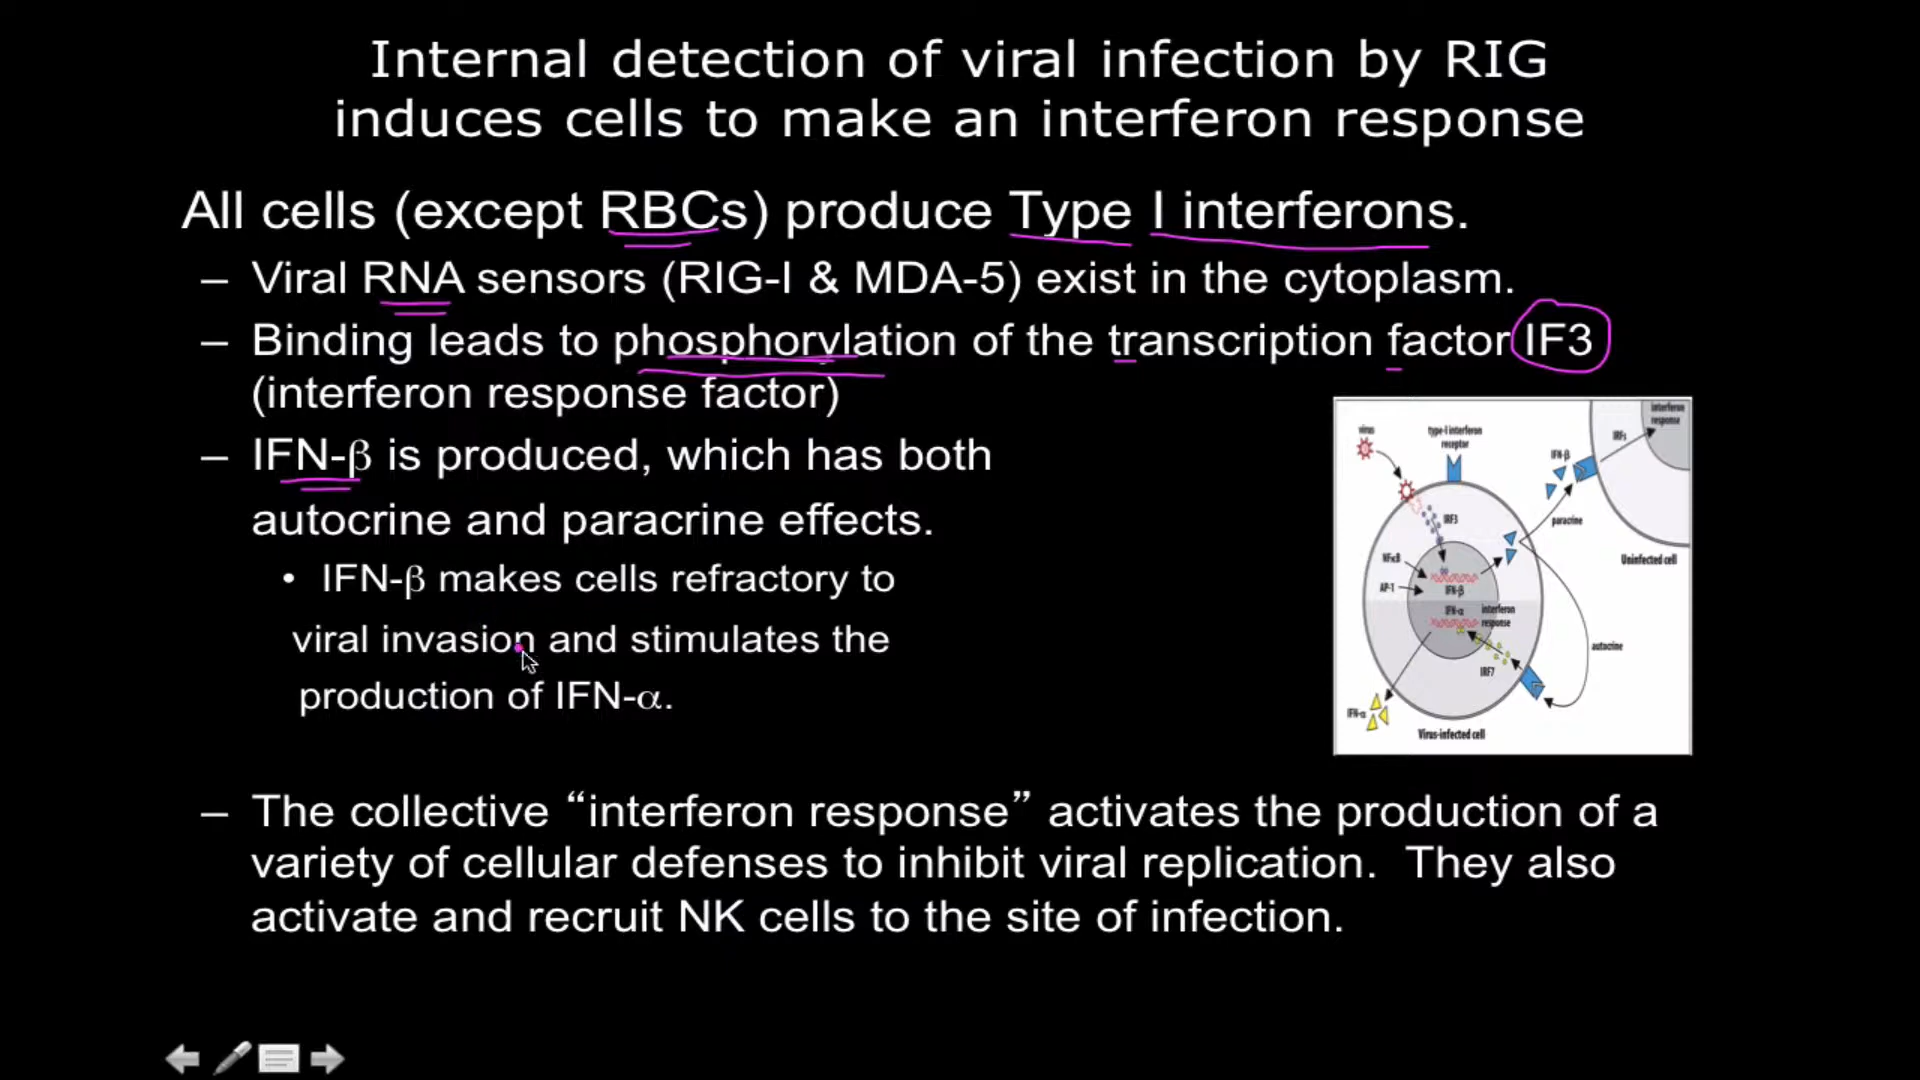 Internal detection of viral infection by RIG
induces cells to make an interferon response
All cells (except RBCs) produce Type I interferons.
– Viral RNA sensors (RIG-I & MDA-5) exist in the cytoplasm.
– Binding leads to phosphorylation of the transcription factor IF3
(interferon response factor)
– IFN-β is produced, which has both
autocrine and paracrine effects.
• IFN-β makes cells refractory to
viral invasion and stimulates the
production of IFN-α.
– The collective “interferon response” activates the production of a
variety of cellular defenses to inhibit viral replication. They also
activate and recruit NK cells to the site of infection.
virus
type-I interferon
receptor
IFN-β
IRFs
interferon
response
IRF3
paracrine
NFκB
AP-1
IFN-β
IFN-α
interferon
response
Uninfected cell
autocrine
IRF7
IFN-α
Virus-infected cell